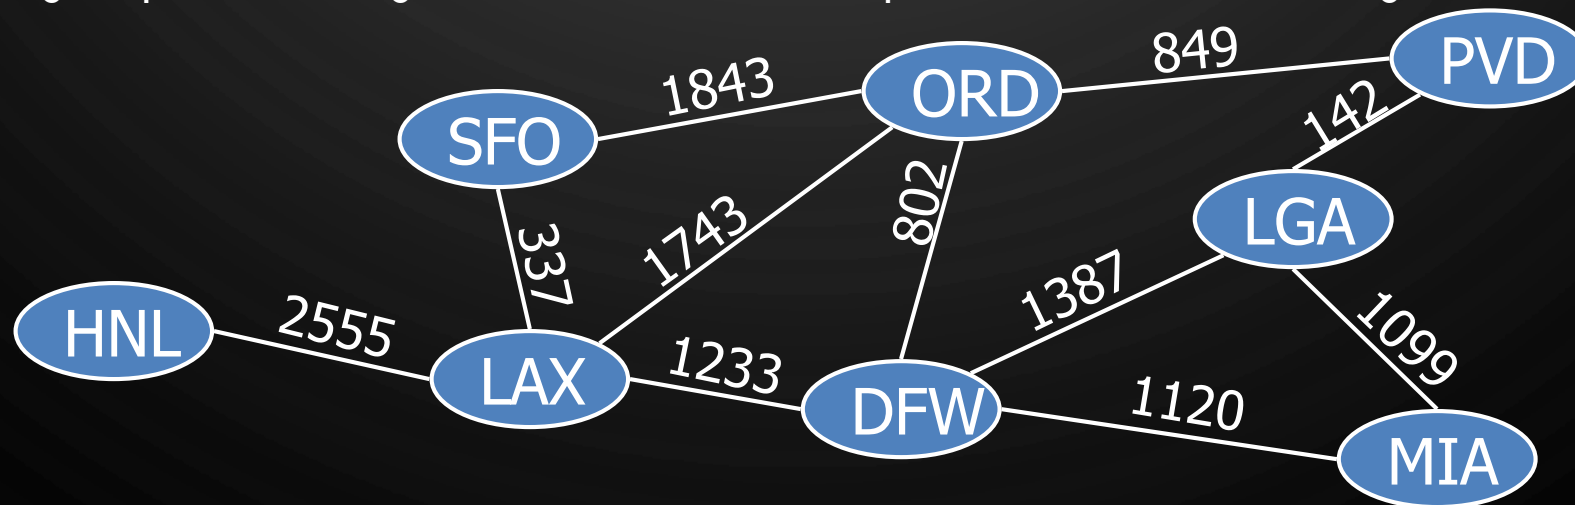 PVD
849
ORD
1843
142
SFO
802
LGA
1743
337
1387
HNL
2555
1099
LAX
1233
DFW
1120
MIA